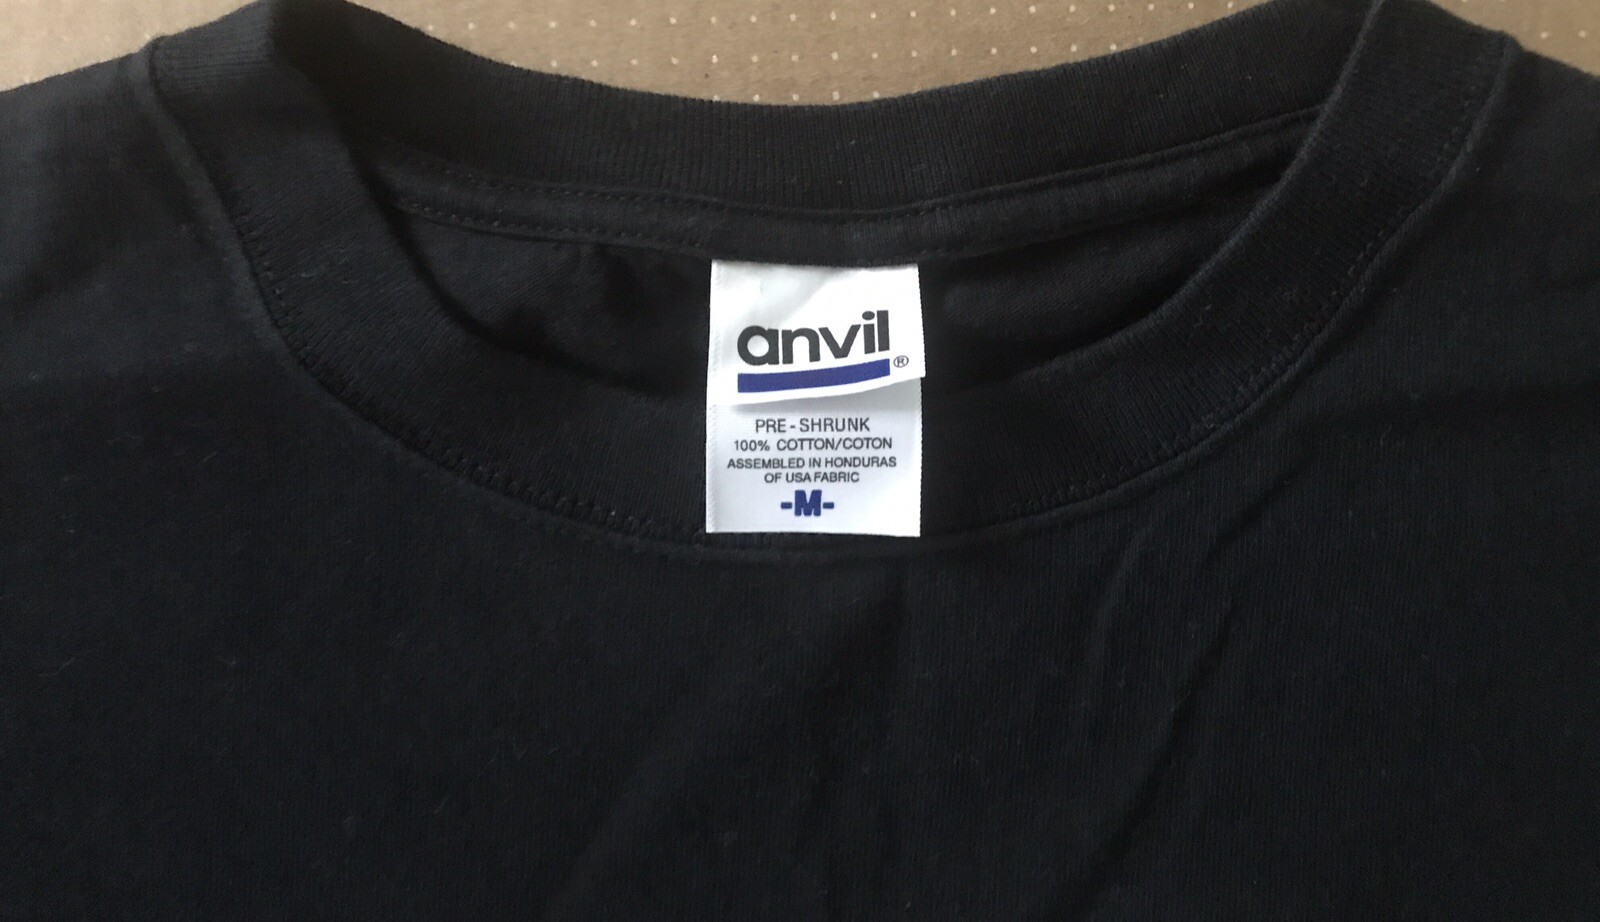 anvil®
PRE-SHRUNK
100% COTTON/COTON
ASSEMBLED IN HONDURAS
OF USA FABRIC
-M-